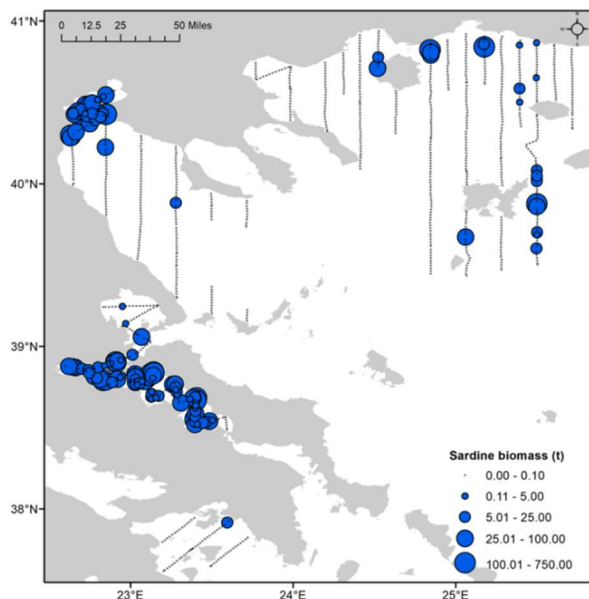 41°N
0 12.5 25 50 Miles
40°N
39°N
38°N
23°E 24°E 25°E
Sardine biomass (t)
0.00 - 0.10
0.11 - 5.00
5.01 - 25.00
25.01 - 100.00
100.01 - 750.00